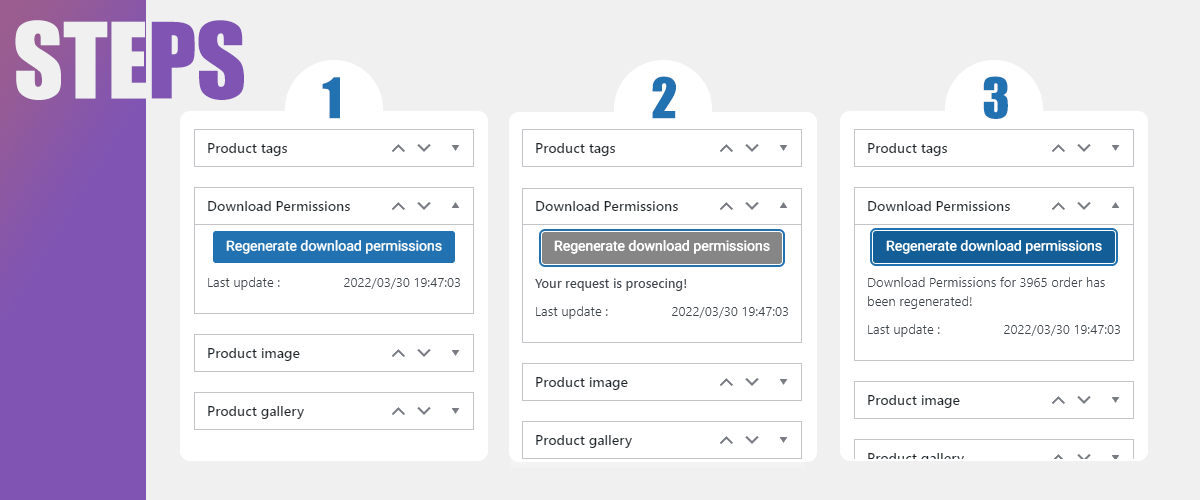 STEPS
1
Product tags
Download Permissions
Regenerate download permissions
Last update : 2022/03/30 19:47:03
Product image
Product gallery
2
Product tags
Download Permissions
Regenerate download permissions
Your request is prosecing!
Last update : 2022/03/30 19:47:03
Product image
Product gallery
3
Product tags
Download Permissions
Regenerate download permissions
Download Permissions for 3965 order has
been regenerated!
Last update : 2022/03/30 19:47:03
Product image
Product gallery